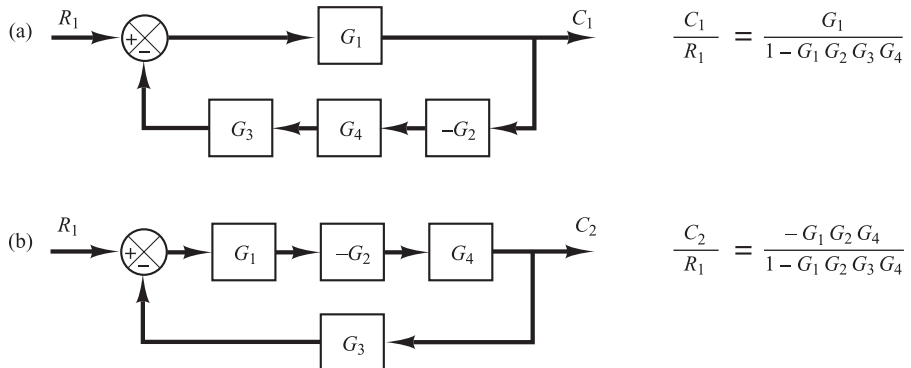 (a) R₁ + − G₁ C₁
G₃ G₄ −G₂
C₁/R₁ = G₁/(1 − G₁ G₂ G₃ G₄)
(b) R₁ + − G₁ −G₂ G₄ C₂
G₃
C₂/R₁ = − G₁ G₂ G₄/(1 − G₁ G₂ G₃ G₄)